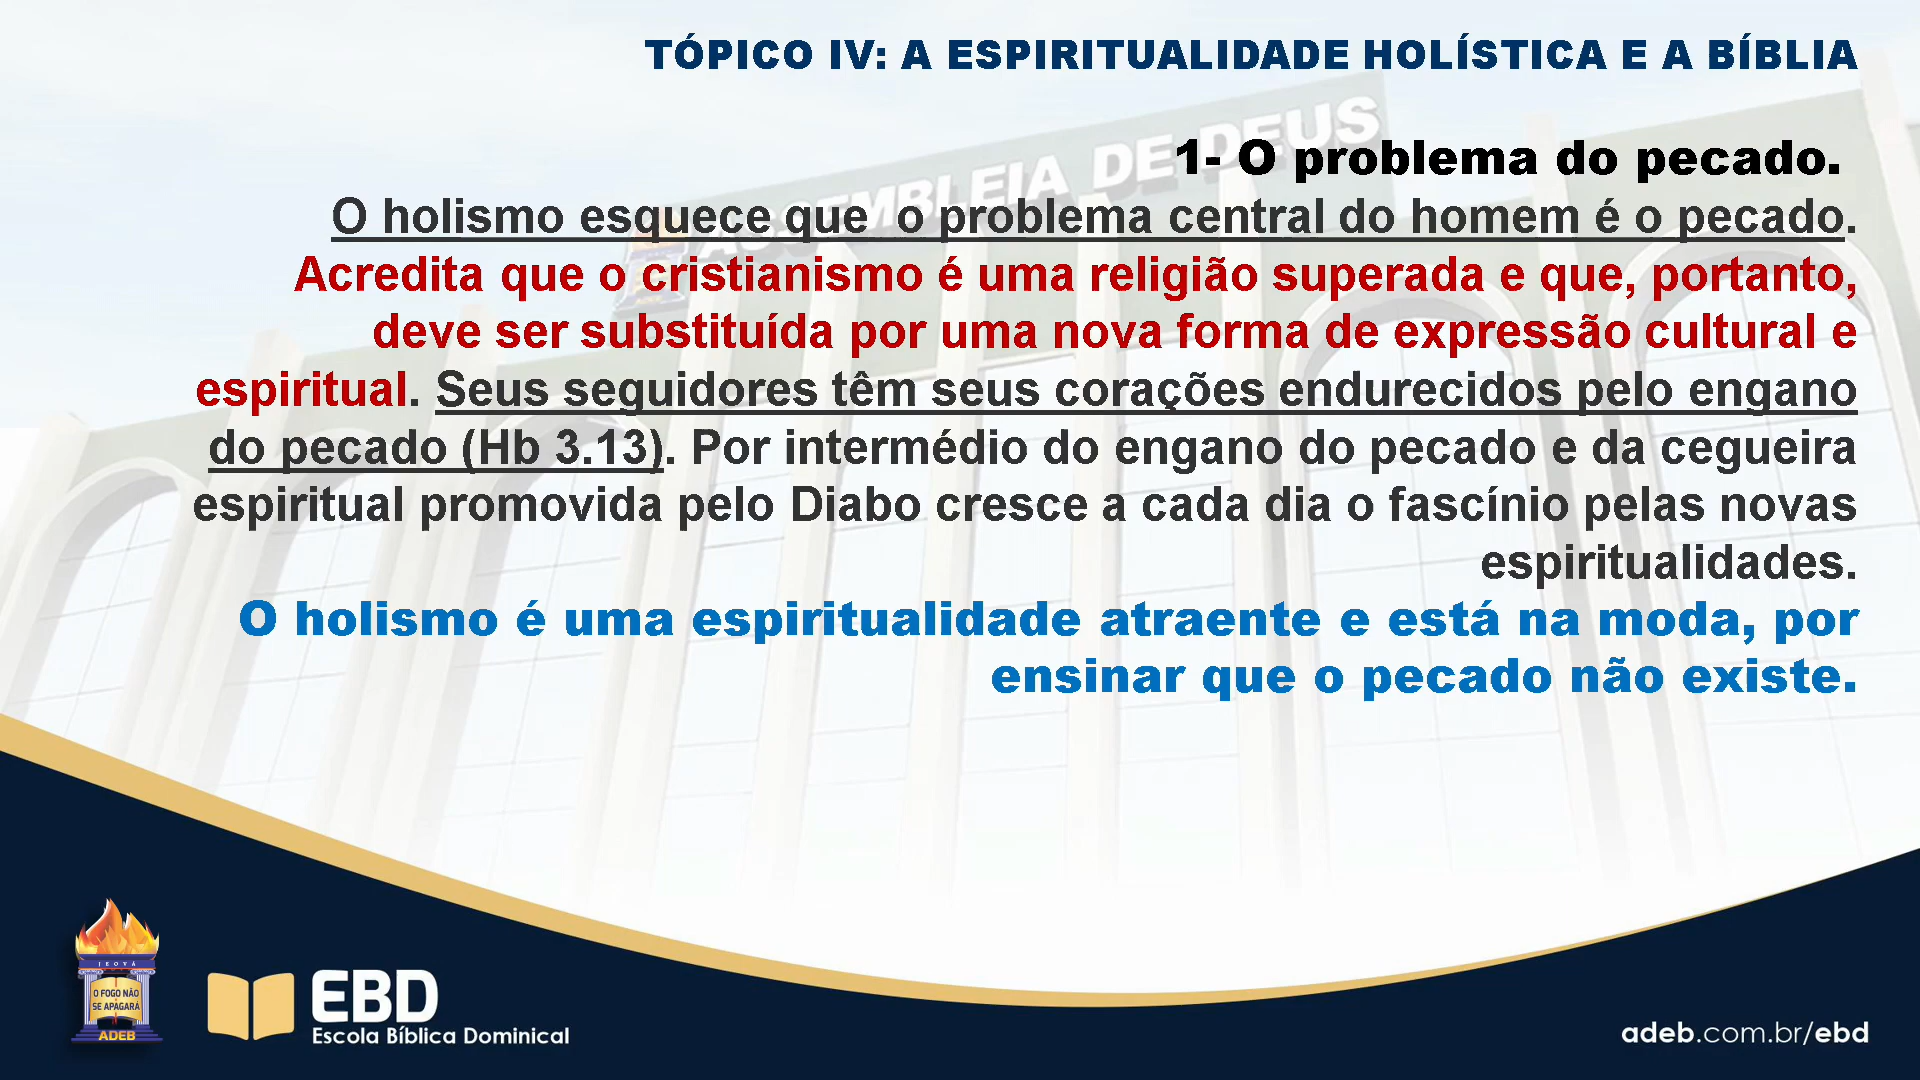 TÓPICO IV: A ESPIRITUALIDADE HOLÍSTICA E A BÍBLIA
ASSEMBLEIA DE DEUS
1- O problema do pecado.
O holismo esquece que o problema central do homem é o pecado.
Acredita que o cristianismo é uma religião superada e que, portanto,
deve ser substituída por uma nova forma de expressão cultural e
espiritual. Seus seguidores têm seus corações endurecidos pelo engano
do pecado (Hb 3.13). Por intermédio do engano do pecado e da cegueira
espiritual promovida pelo Diabo cresce a cada dia o fascínio pelas novas
espiritualidades.
O holismo é uma espiritualidade atraente e está na moda, por
ensinar que o pecado não existe.
JEOVÁ
O FOGO NÃO
SE APAGARÁ
ADEB
EBD
Escola Bíblica Dominical
adeb.com.br/ebd